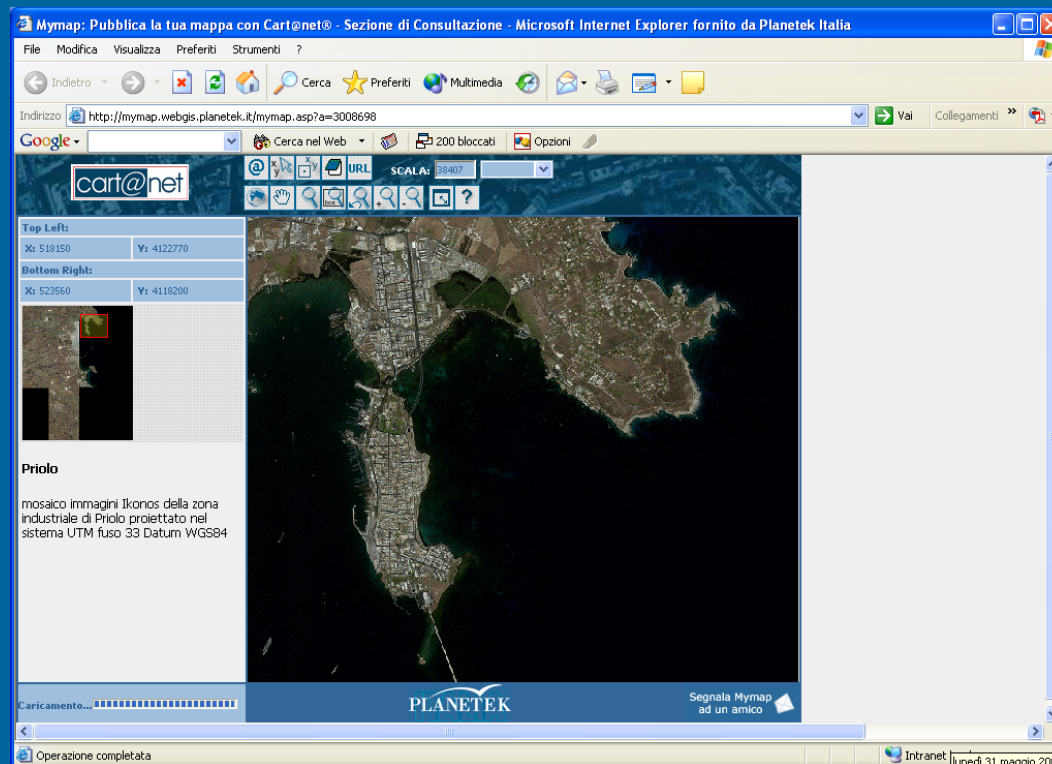 Mymap: Pubblica la tua mappa con Cart@net® - Sezione di Consultazione - Microsoft Internet Explorer fornito da Planetek Italia
File Modifica Visualizza Preferiti Strumenti ?
Indietro Cerca Preferiti Multimedia
Indirizzo http://mymap.webgis.planetek.it/mymap.asp?a=3008698 Vai Collegamenti »
Google Cerca nel Web 200 bloccati Opzioni
cart@net
@ x y x y URL SCALA: 38407
?
Top Left:
X: 518150 Y: 4122770
Bottom Right:
X: 523560 Y: 4118200
Priolo
mosaico immagini Ikonos della zona
industriale di Priolo proiettato nel
sistema UTM fuso 33 Datum WGS84
Caricamento...
PLANETEK
Segnala Mymap
ad un amico
Operazione completata Intranet
lunedì 31 maggio